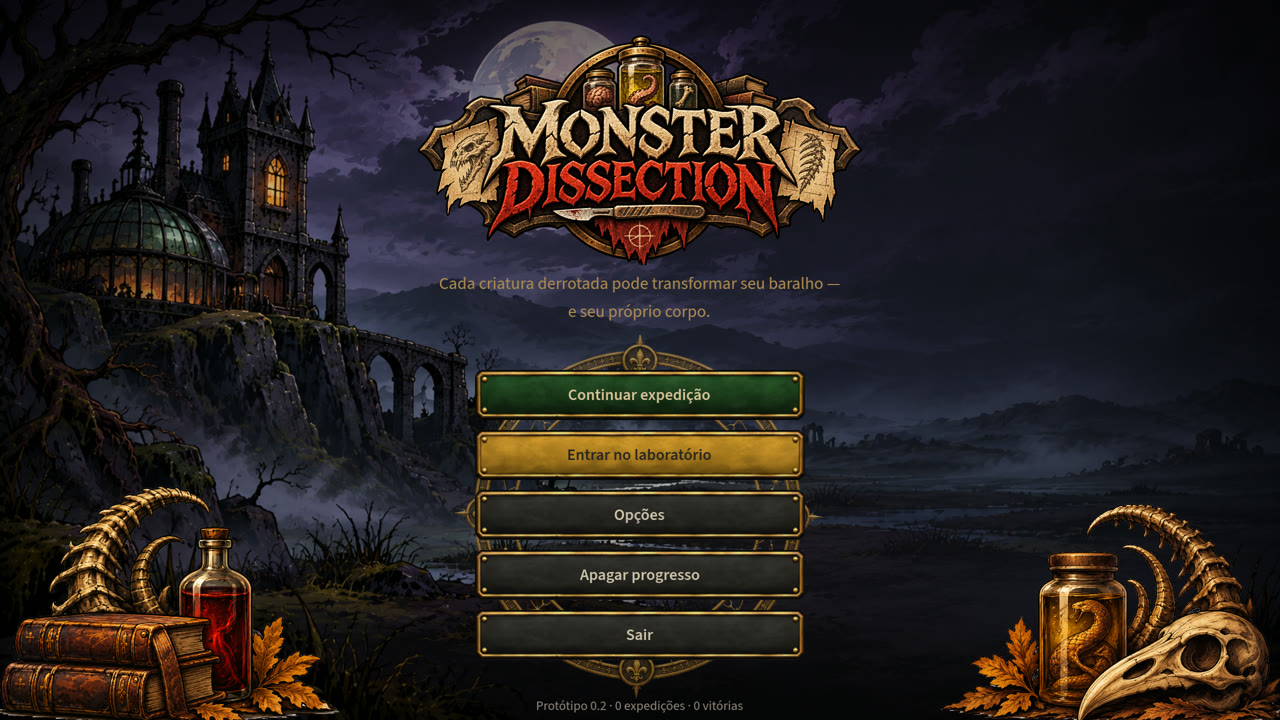 MONSTER
DISSECTION
Cada criatura derrotada pode transformar seu baralho —
e seu próprio corpo.
Continuar expedição
Entrar no laboratório
Opções
Apagar progresso
Sair
Protótipo 0.2 · 0 expedições · 0 vitórias